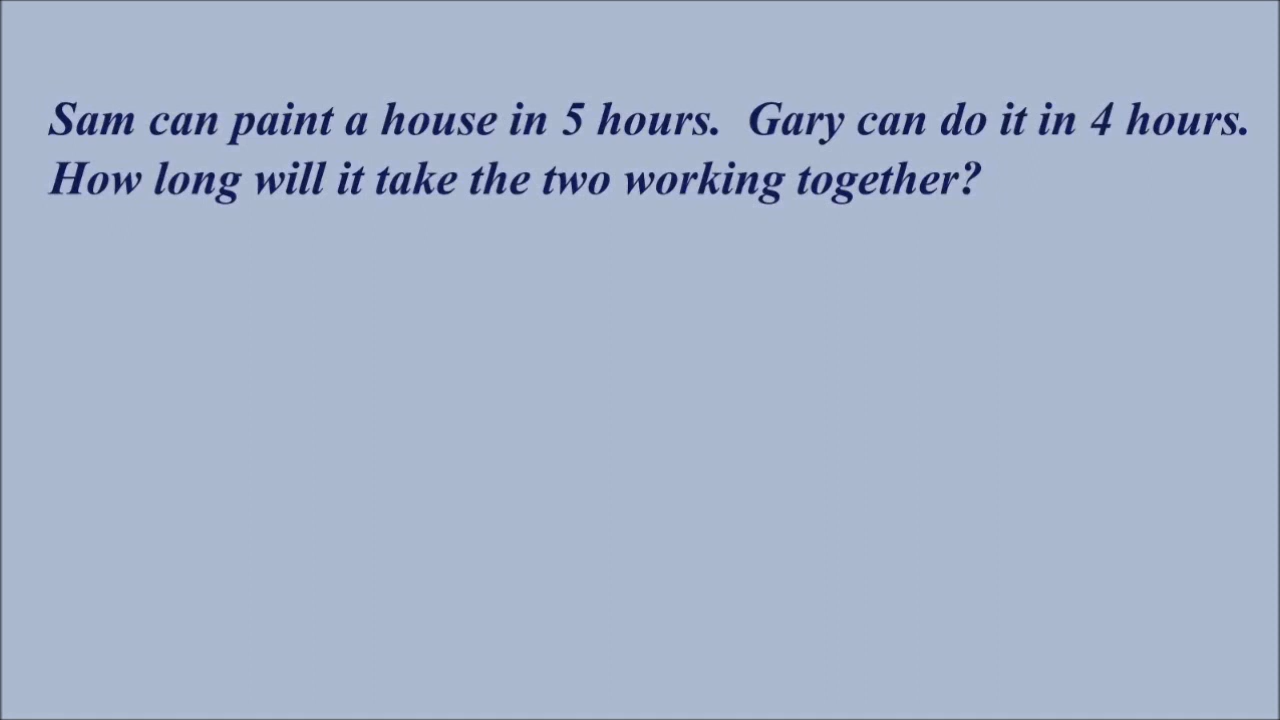 Sam can paint a house in 5 hours. Gary can do it in 4 hours.
How long will it take the two working together?